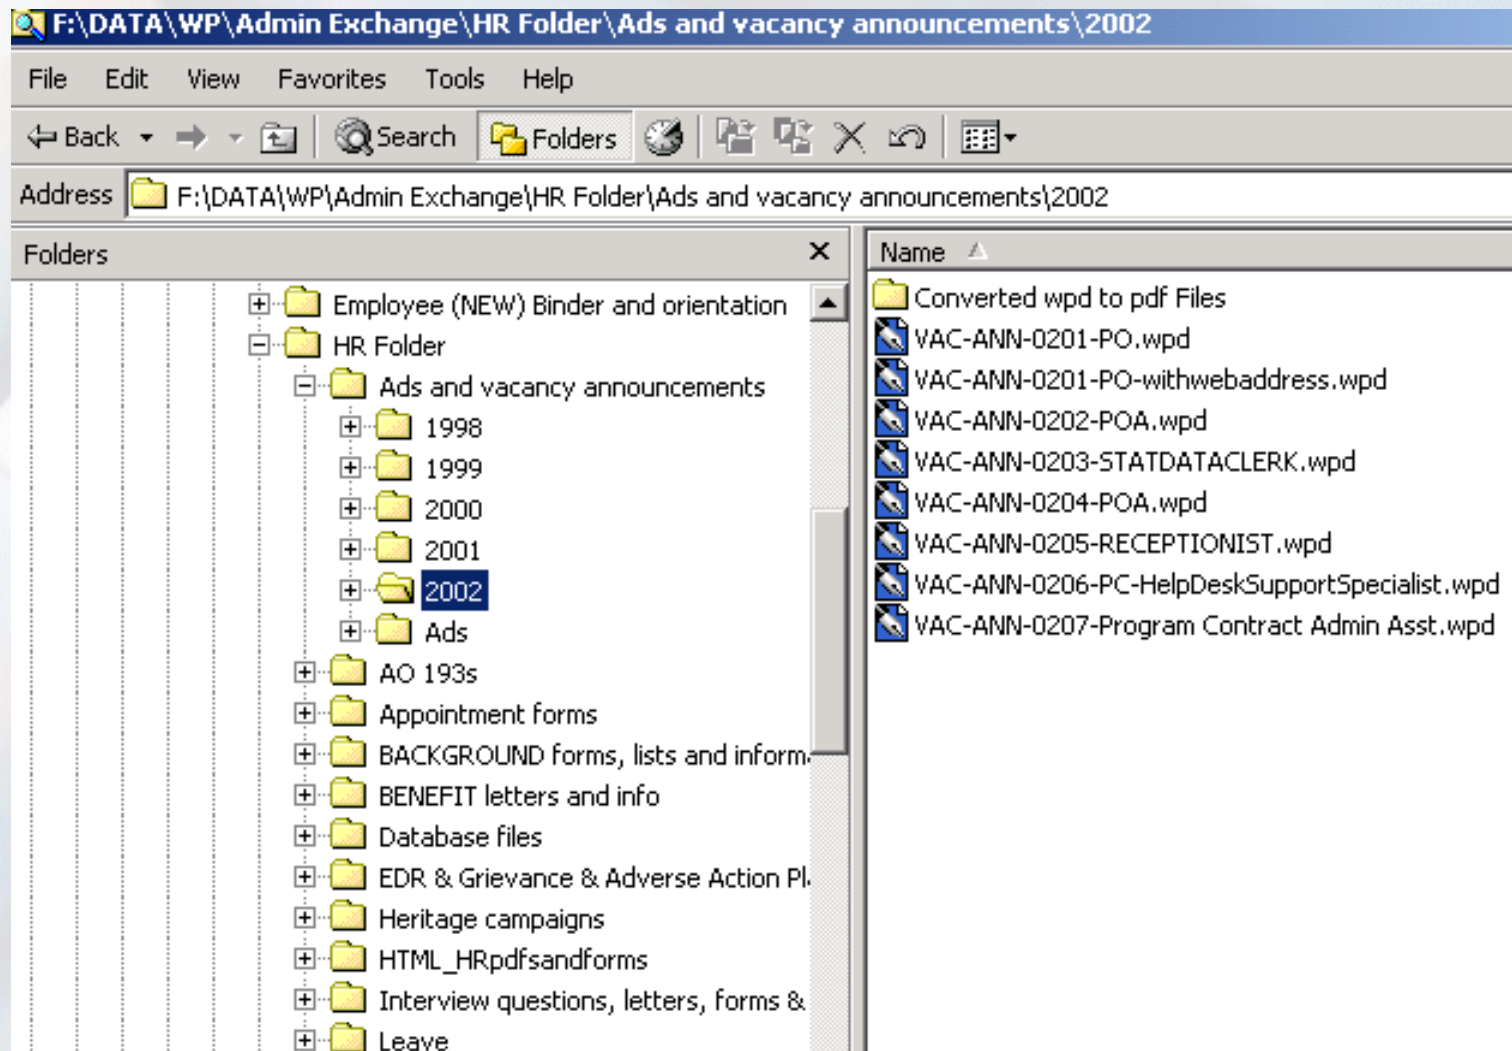 F:\DATA\WP\Admin Exchange\HR Folder\Ads and vacancy announcements\2002
File Edit View Favorites Tools Help
Back Search Folders
Address F:\DATA\WP\Admin Exchange\HR Folder\Ads and vacancy announcements\2002
Folders
Employee (NEW) Binder and orientation
HR Folder
Ads and vacancy announcements
1998
1999
2000
2001
2002
Ads
AO 193s
Appointment forms
BACKGROUND forms, lists and inform
BENEFIT letters and info
Database files
EDR & Grievance & Adverse Action Pl
Heritage campaigns
HTML_HRpdfsandforms
Interview questions, letters, forms &
Leave
Name
Converted wpd to pdf Files
VAC-ANN-0201-PO.wpd
VAC-ANN-0201-PO-withwebaddress.wpd
VAC-ANN-0202-POA.wpd
VAC-ANN-0203-STATDATACLERK.wpd
VAC-ANN-0204-POA.wpd
VAC-ANN-0205-RECEPTIONIST.wpd
VAC-ANN-0206-PC-HelpDeskSupportSpecialist.wpd
VAC-ANN-0207-Program Contract Admin Asst.wpd